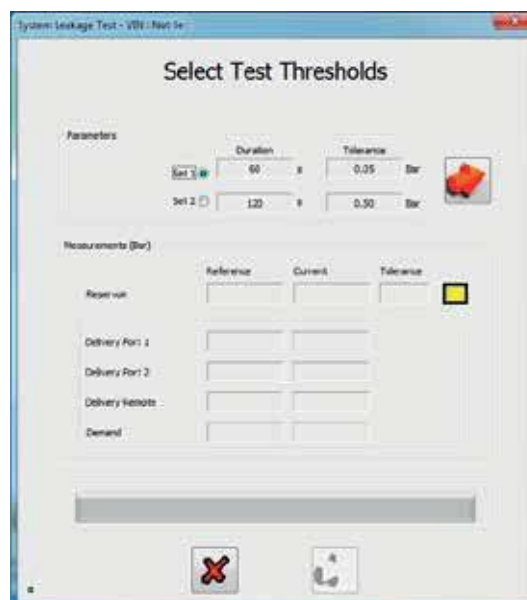 System Leakage Test - VIN : Not Se
Select Test Thresholds
Parameters
Duration Tolerance
Set 1 60 s 0.25 Bar
Set 2 120 s 0.50 Bar
Measurements (Bar)
Reference Current Tolerance
Reservoir
Delivery Port 1
Delivery Port 2
Delivery Remote
Demand